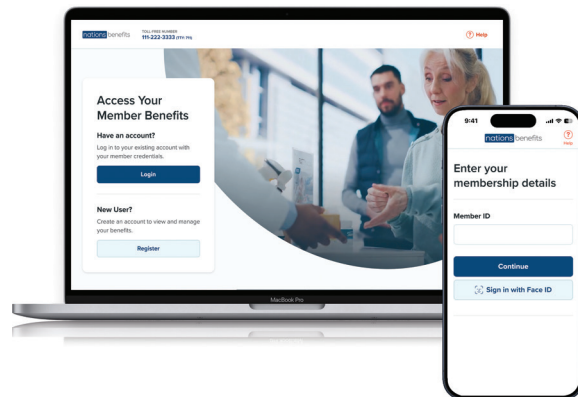 nations benefits
TOLL-FREE NUMBER
111-222-3333 (TTY: 711)
Help
Access Your
Member Benefits
Have an account?
Log in to your existing account with
your member credentials.
Login
New User?
Create an account to view and manage
your benefits.
Register
MacBook Pro
9:41
nations benefits
Help
Enter your
membership details
Member ID
Continue
Sign in with Face ID